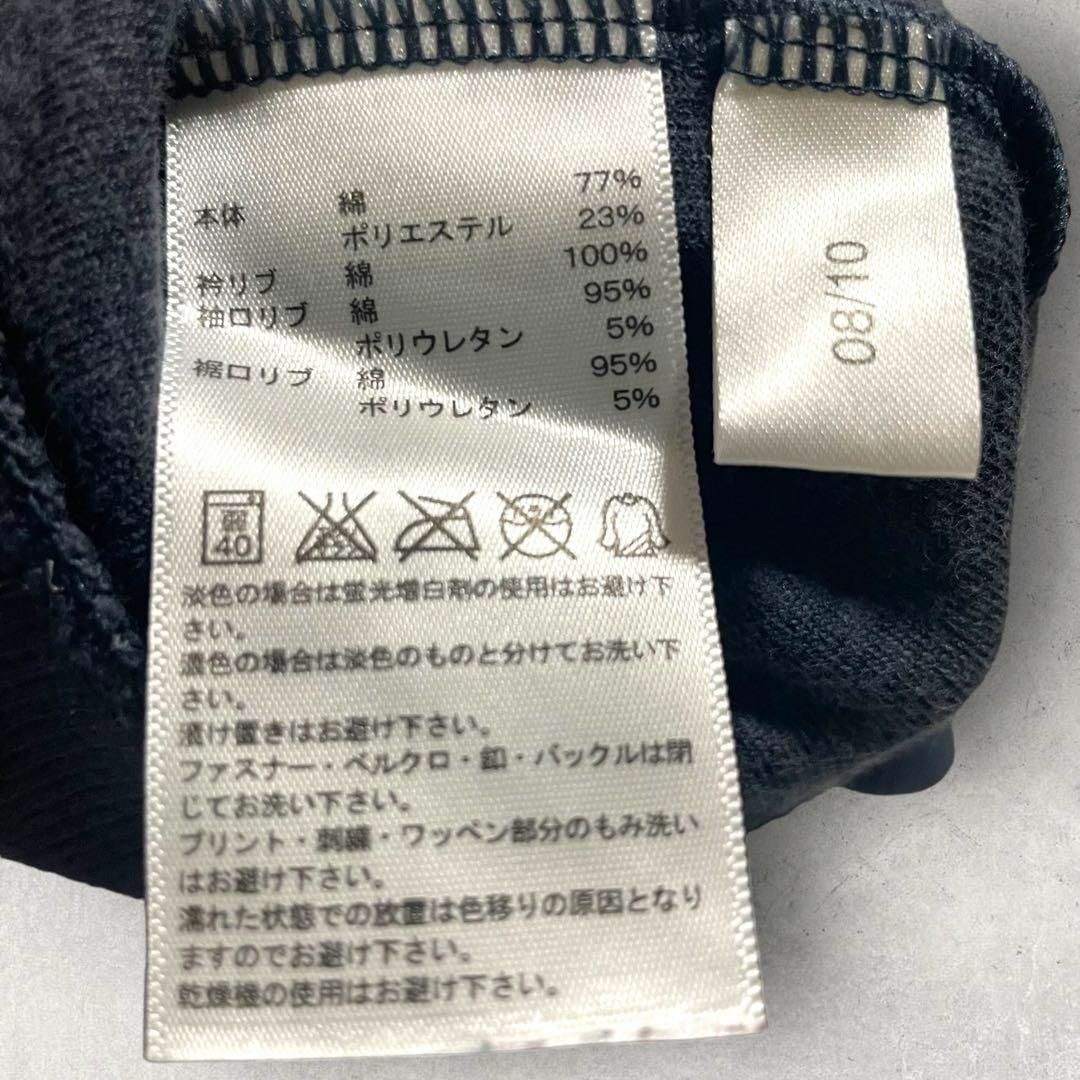 本体 綿 77%
ポリエステル 23%
衿リブ 綿 100%
袖口リブ 綿 95%
ポリウレタン 5%
裾口リブ 綿 95%
ポリウレタン 5%
弱
40
淡色の場合は蛍光増白剤の使用はお避け下
さい。
濃色の場合は淡色のものと分けてお洗い下
さい。
漬け置きはお避け下さい。
ファスナー・ベルクロ・釦・バックルは閉
じてお洗い下さい。
プリント・刺繍・ワッペン部分のもみ洗い
はお避け下さい。
濡れた状態での放置は色移りの原因となり
ますのでお避け下さい。
乾燥機の使用はお避け下さい。
08/10